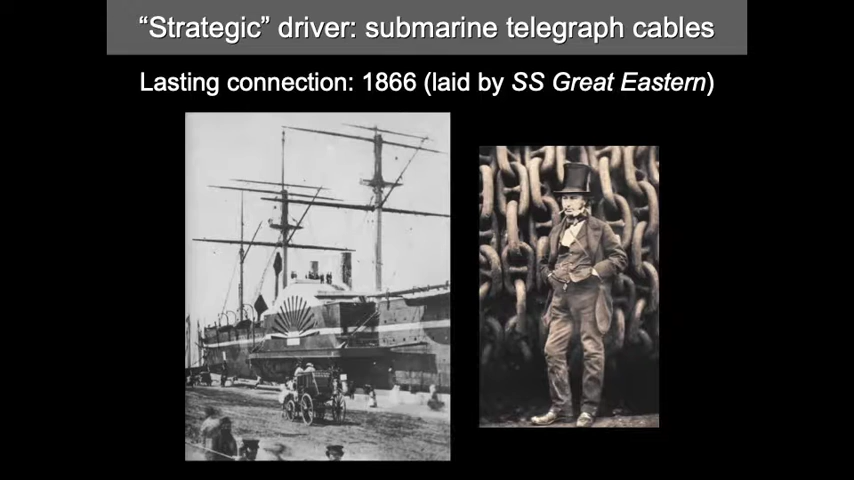 “Strategic” driver: submarine telegraph cables
Lasting connection: 1866 (laid by SS Great Eastern)